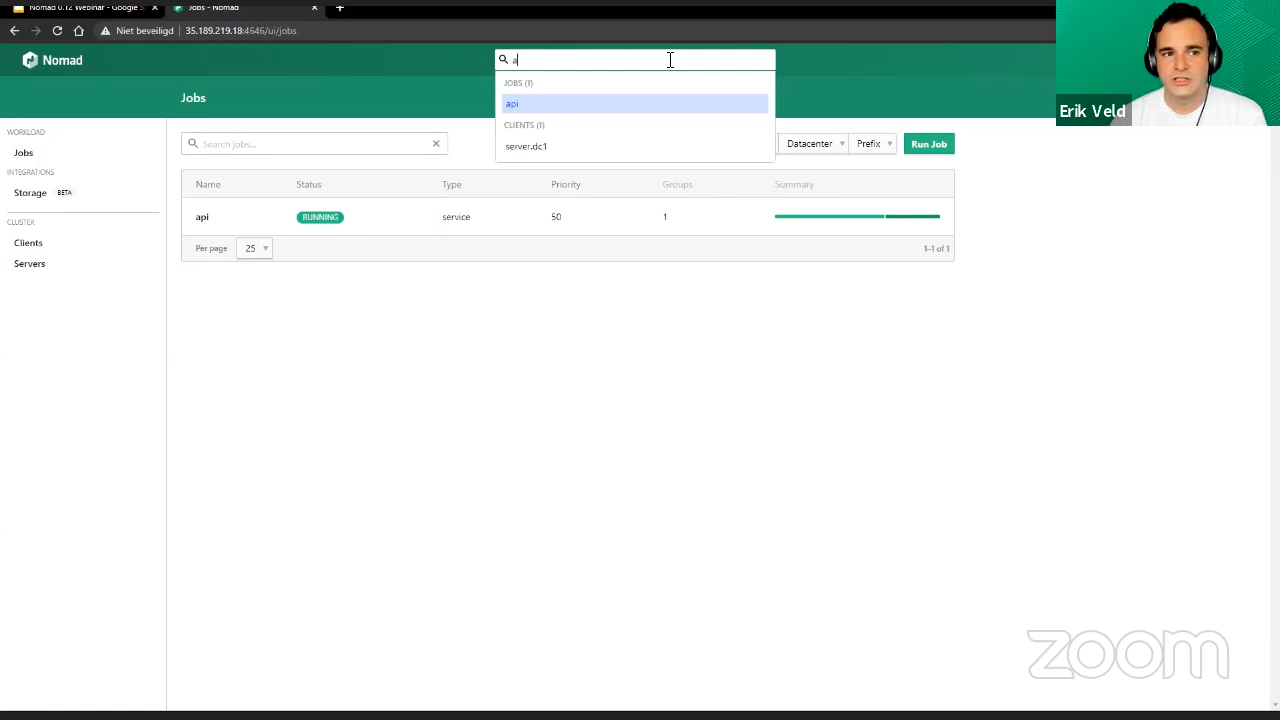 Nomad 0.12 Webinar - Google S
Jobs - Nomad
Niet beveiligd
35.189.219.18:4646/ui/jobs
Nomad
a
JOBS (1)
api
CLIENTS (1)
server.dc1
Erik Veld
Jobs
WORKLOAD
Jobs
INTEGRATIONS
Storage BETA
CLUSTER
Clients
Servers
Search jobs...
Datacenter
Prefix
Run Job
Name Status Type Priority Groups Summary
api RUNNING service 50 1
Per page 25 1–1 of 1
zoom